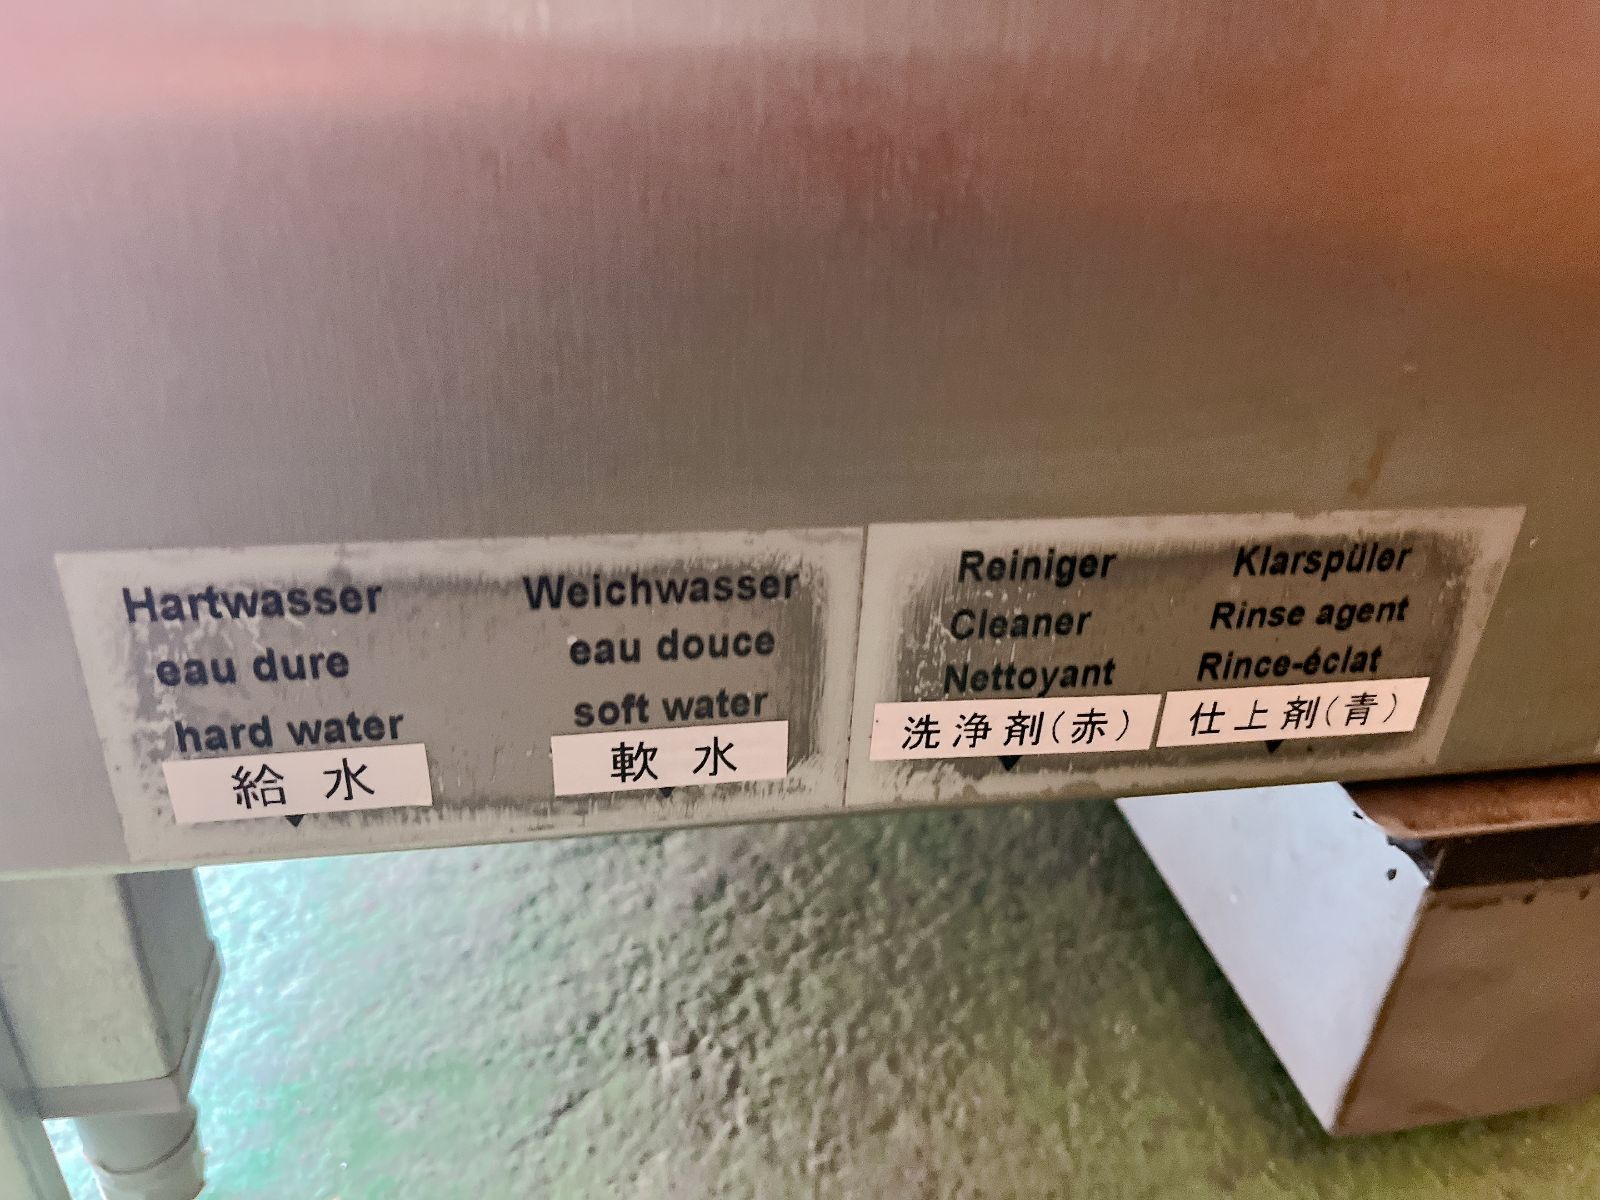 Hartwasser
eau dure
hard water
給水
Weichwasser
eau douce
soft water
軟水
Reiniger
Cleaner
Nettoyant
洗浄剤(赤)
Klarspüler
Rinse agent
Rince-éclat
仕上剤(青)